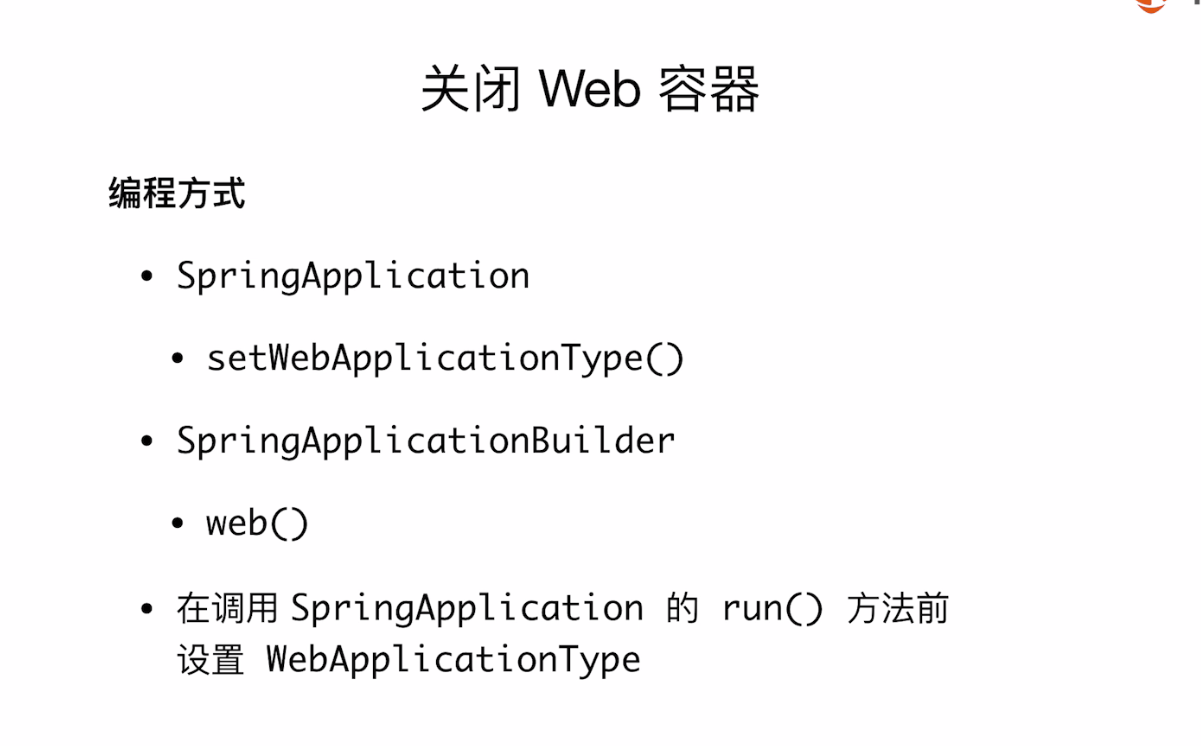 关闭 Web 容器
编程方式
• SpringApplication
• setWebApplicationType()
• SpringApplicationBuilder
• web()
• 在调用 SpringApplication 的 run() 方法前
设置 WebApplicationType